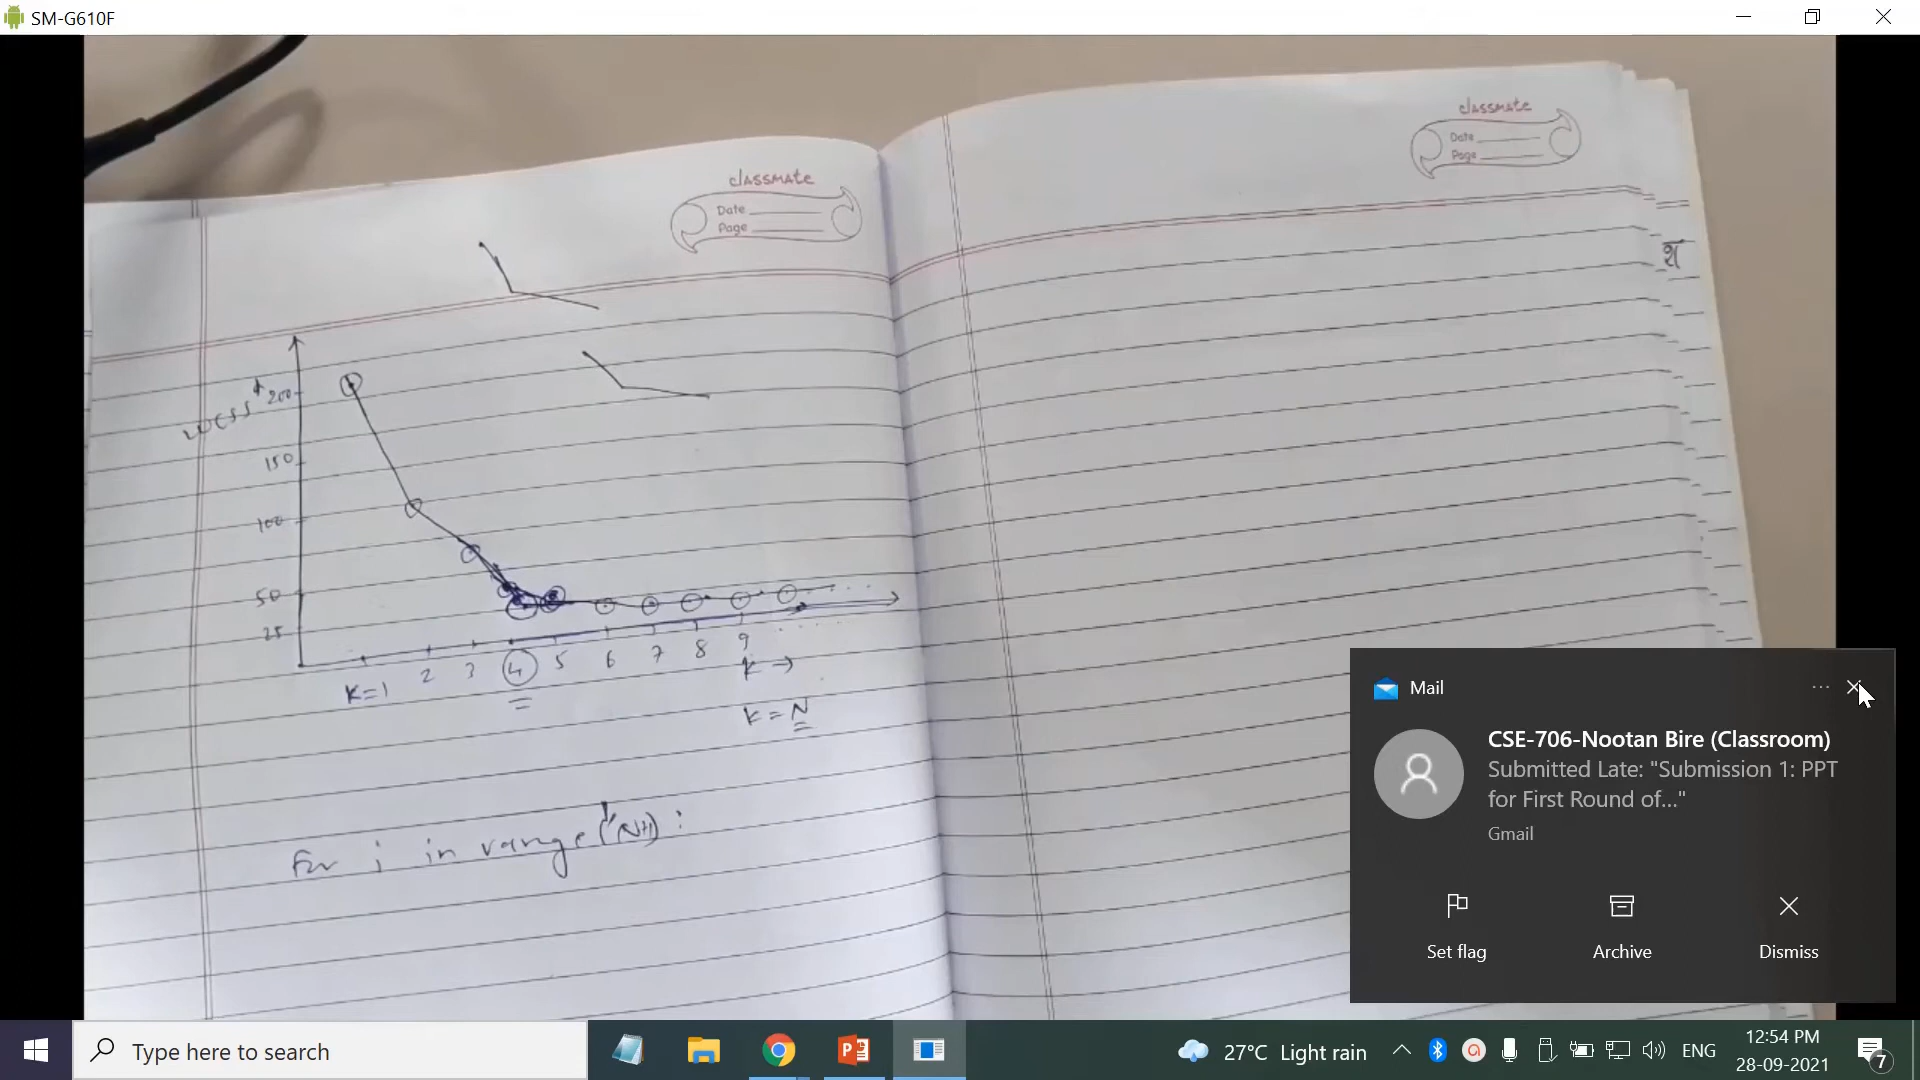 SM-G610F
classmate
Date
Page
classmate
Date
Page
श
WCSS
200
150
100
50
25
K=1 2 3 4 5 6 7 8 9
K →
K = N
For i in range(1, N+1):
Mail
CSE-706-Nootan Bire (Classroom)
Submitted Late: "Submission 1: PPT
for First Round of..."
Gmail
Set flag Archive Dismiss
Type here to search
27°C Light rain
ENG
12:54 PM
28-09-2021
7